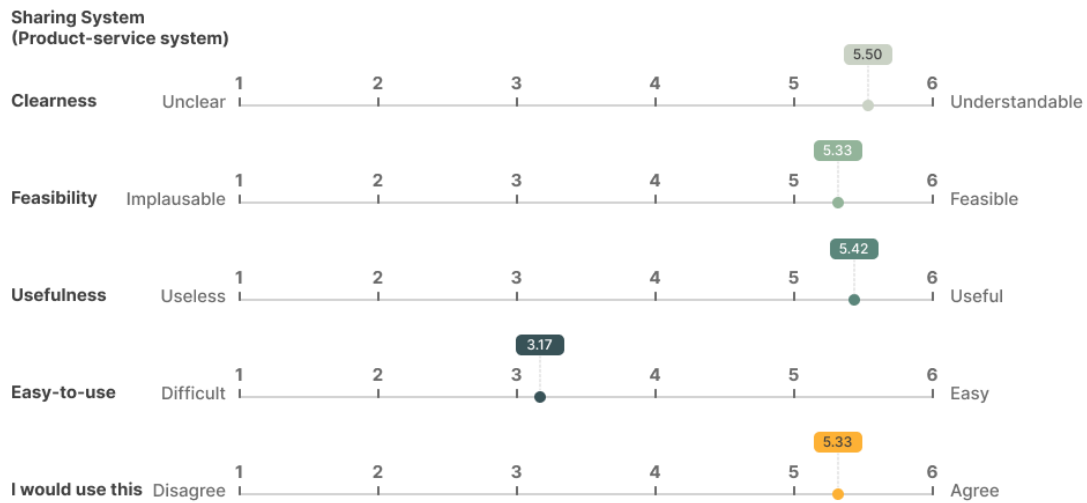 Sharing System
(Product-service system)
5.50
1 2 3 4 5 6
Clearness Unclear Understandable
5.33
1 2 3 4 5 6
Feasibility Implausable Feasible
5.42
1 2 3 4 5 6
Usefulness Useless Useful
3.17
1 2 3 4 5 6
Easy-to-use Difficult Easy
5.33
1 2 3 4 5 6
I would use this Disagree Agree